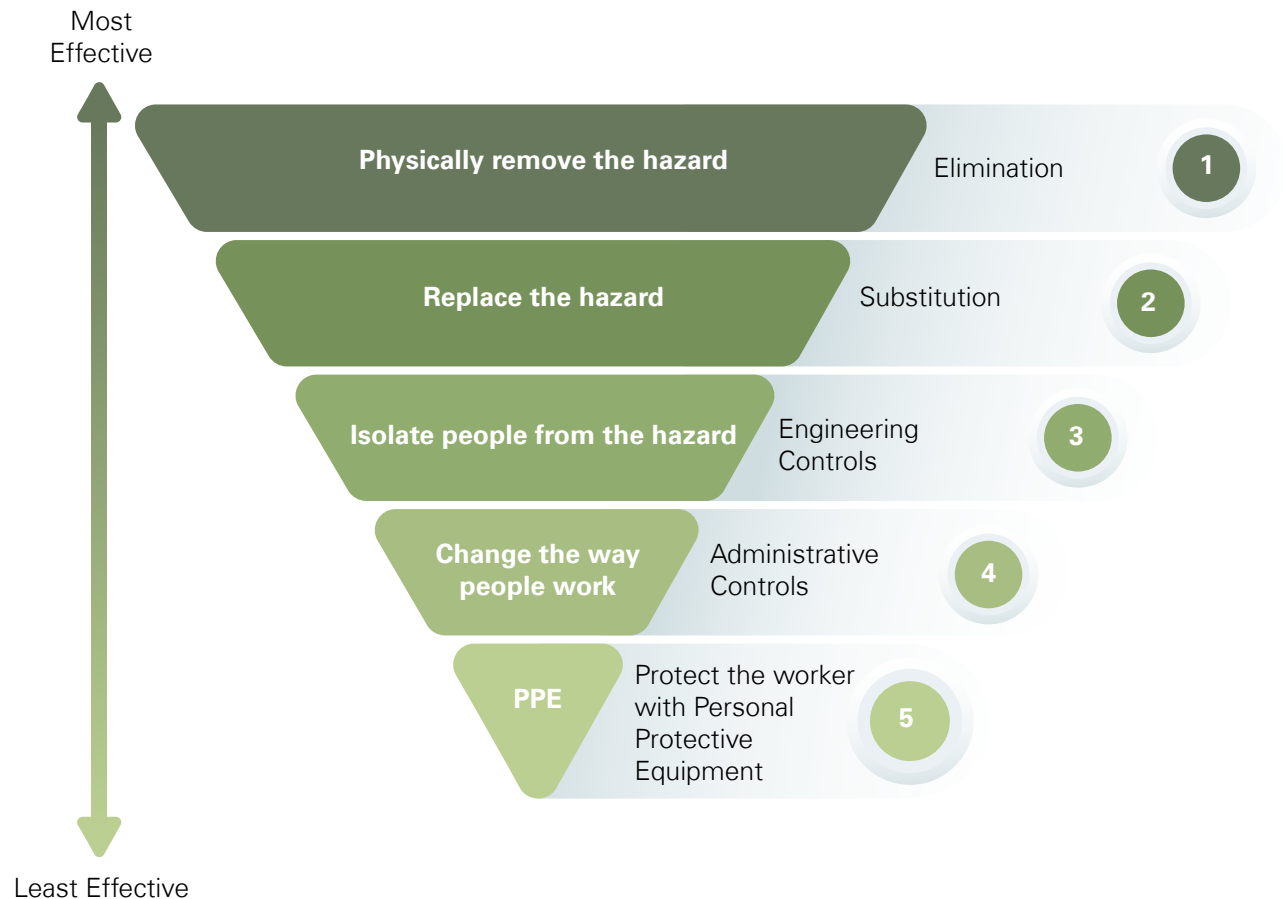 Most
Effective
Physically remove the hazard
Elimination
1
Replace the hazard
Substitution
2
Isolate people from the hazard
Engineering
Controls
3
Change the way
people work
Administrative
Controls
4
PPE
Protect the worker
with Personal
Protective
Equipment
5
Least Effective